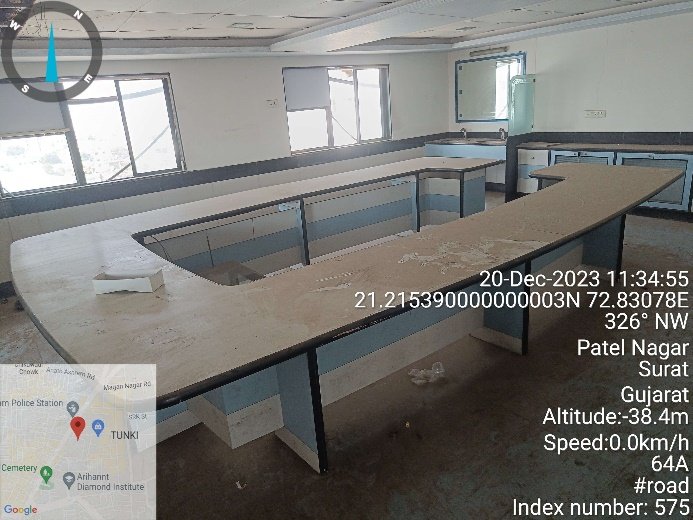 N
W
E
S
20-Dec-2023 11:34:55
21.215390000000003N 72.83078E
326° NW
Patel Nagar
Surat
Gujarat
Altitude:-38.4m
Speed:0.0km/h
64A
#road
Index number: 575
Chowk
Magan Nagar RD
am Police Station
TUNKI
Cemetery
Arihannt
Diamond Institute
Google